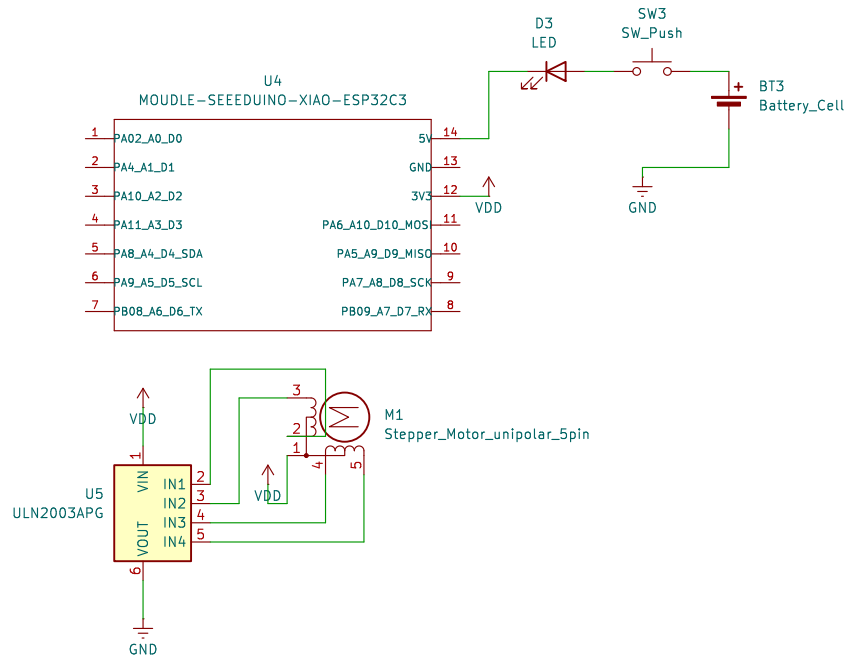 SW3
SW_Push
D3
LED
BT3
Battery_Cell
GND
U4
MOUDLE-SEEEDUINO-XIAO-ESP32C3
1 PA02_A0_D0
2 PA4_A1_D1
3 PA10_A2_D2
4 PA11_A3_D3
5 PA8_A4_D4_SDA
6 PA9_A5_D5_SCL
7 PB08_A6_D6_TX
5V 14
GND 13
3V3 12
PA6_A10_D10_MOSI 11
PA5_A9_D9_MISO 10
PA7_A8_D8_SCK 9
PB09_A7_D7_RX 8
VDD
VDD
3
2
1
4
5
M
M1
Stepper_Motor_unipolar_5pin
VDD
U5
ULN2003APG
1
VIN
IN1 2
IN2 3
IN3 4
IN4 5
VOUT
6
GND